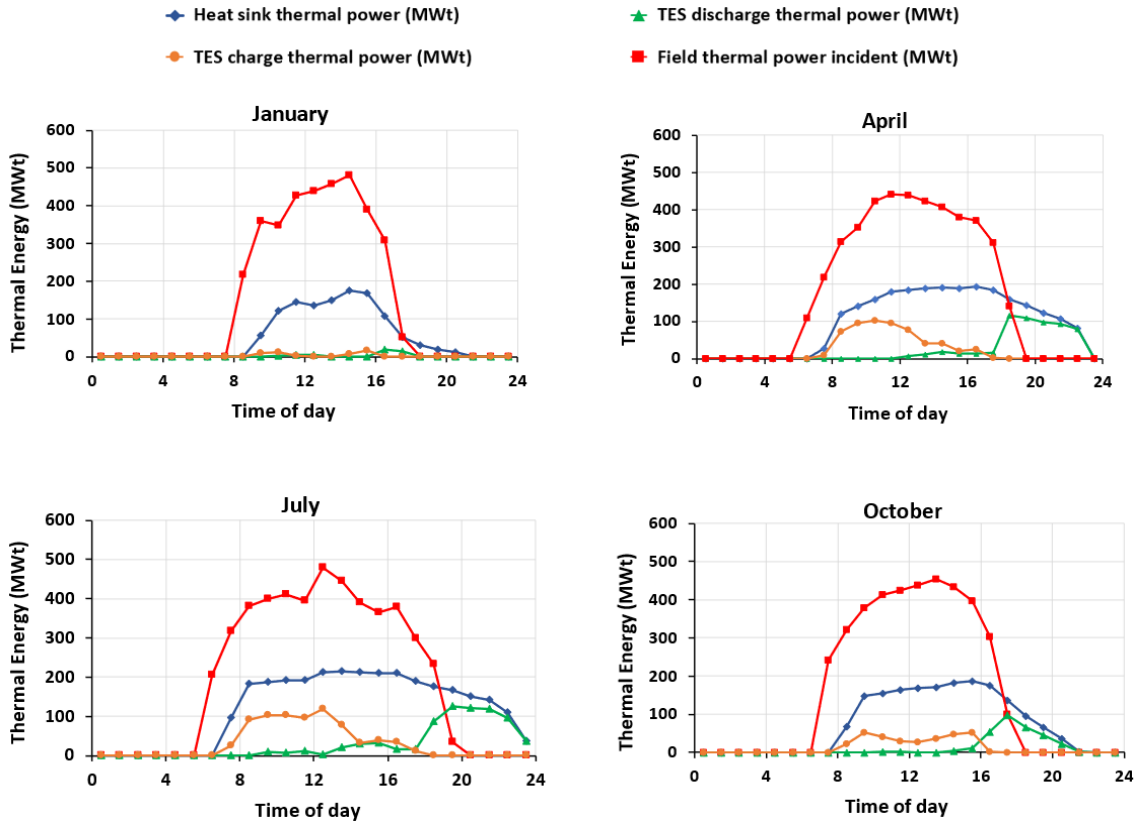 Heat sink thermal power (MWt)
TES discharge thermal power (MWt)
TES charge thermal power (MWt)
Field thermal power incident (MWt)
January
Thermal Energy (MWt)
600
500
400
300
200
100
0
0 4 8 12 16 20 24
Time of day
April
Thermal Energy (MWt)
600
500
400
300
200
100
0
0 4 8 12 16 20 24
Time of day
July
Thermal Energy (MWt)
600
500
400
300
200
100
0
0 4 8 12 16 20 24
Time of day
October
Thermal Energy (MWt)
600
500
400
300
200
100
0
0 4 8 12 16 20 24
Time of day